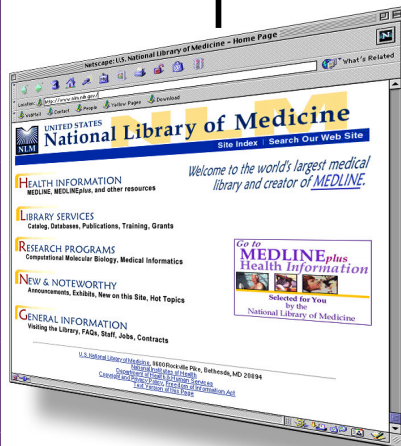 Netscape: U.S. National Library of Medicine – Home Page
What's Related
Location: http://www.nlm.nih.gov/
WebMail Contact People Yellow Pages Download
NLM
UNITED STATES
National Library of Medicine
NLM
Site Index | Search Our Web Site
Welcome to the world's largest medical
library and creator of MEDLINE.
HEALTH INFORMATION
MEDLINE, MEDLINEplus, and other resources
LIBRARY SERVICES
Catalog, Databases, Publications, Training, Grants
RESEARCH PROGRAMS
Computational Molecular Biology, Medical Informatics
NEW & NOTEWORTHY
Announcements, Exhibits, New on this Site, Hot Topics
GENERAL INFORMATION
Visiting the Library, FAQs, Staff, Jobs, Contracts
Go to
MEDLINEplus
Health Information
Selected for You
by the
National Library of Medicine
U.S. National Library of Medicine, 8600 Rockville Pike, Bethesda, MD 20894
National Institutes of Health
Department of Health & Human Services
Copyright and Privacy Policy, Freedom of Information Act
Text Version of this Page